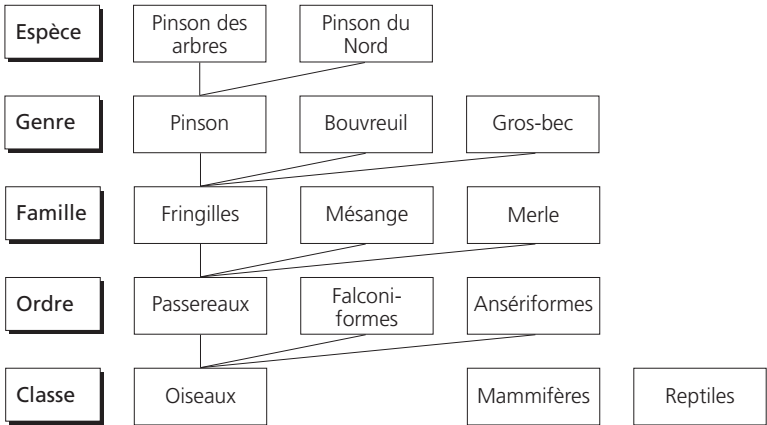 Espèce
Pinson des
arbres
Pinson du
Nord
Genre
Pinson
Bouvreuil
Gros-bec
Famille
Fringilles
Mésange
Merle
Ordre
Passereaux
Falconi-
formes
Ansériformes
Classe
Oiseaux
Mammifères
Reptiles